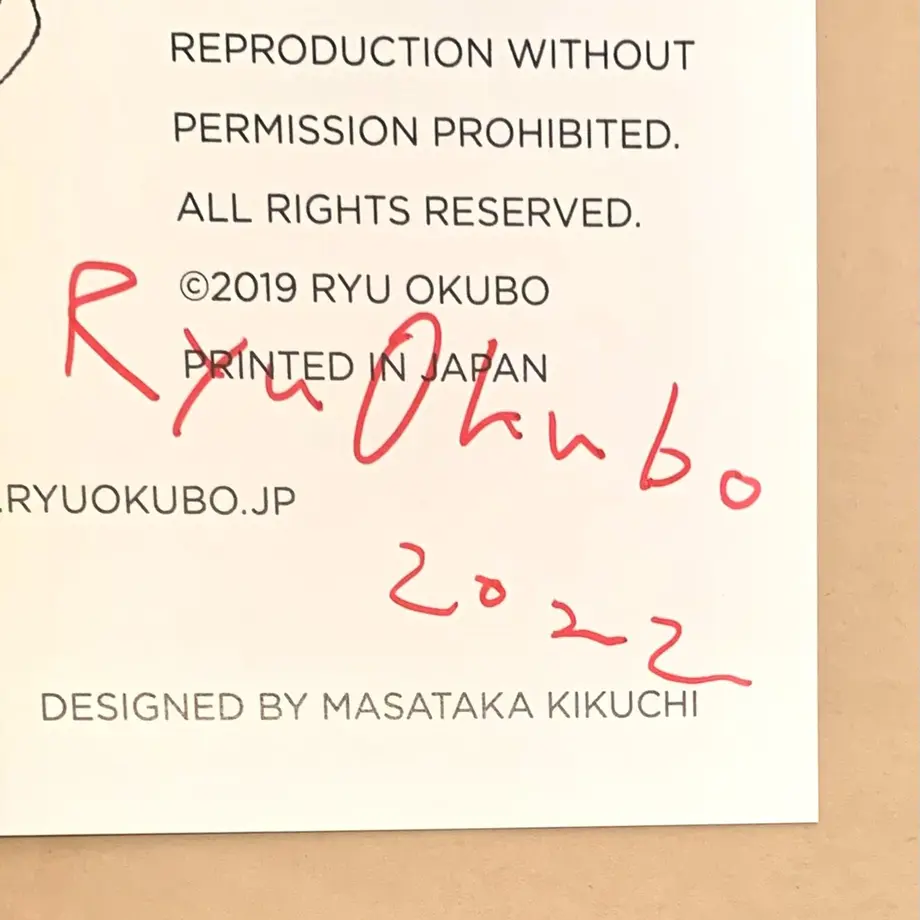 REPRODUCTION WITHOUT
PERMISSION PROHIBITED.
ALL RIGHTS RESERVED.
©2019 RYU OKUBO
PRINTED IN JAPAN
Ryu Okubo
.RYUOKUBO.JP
2022
DESIGNED BY MASATAKA KIKUCHI